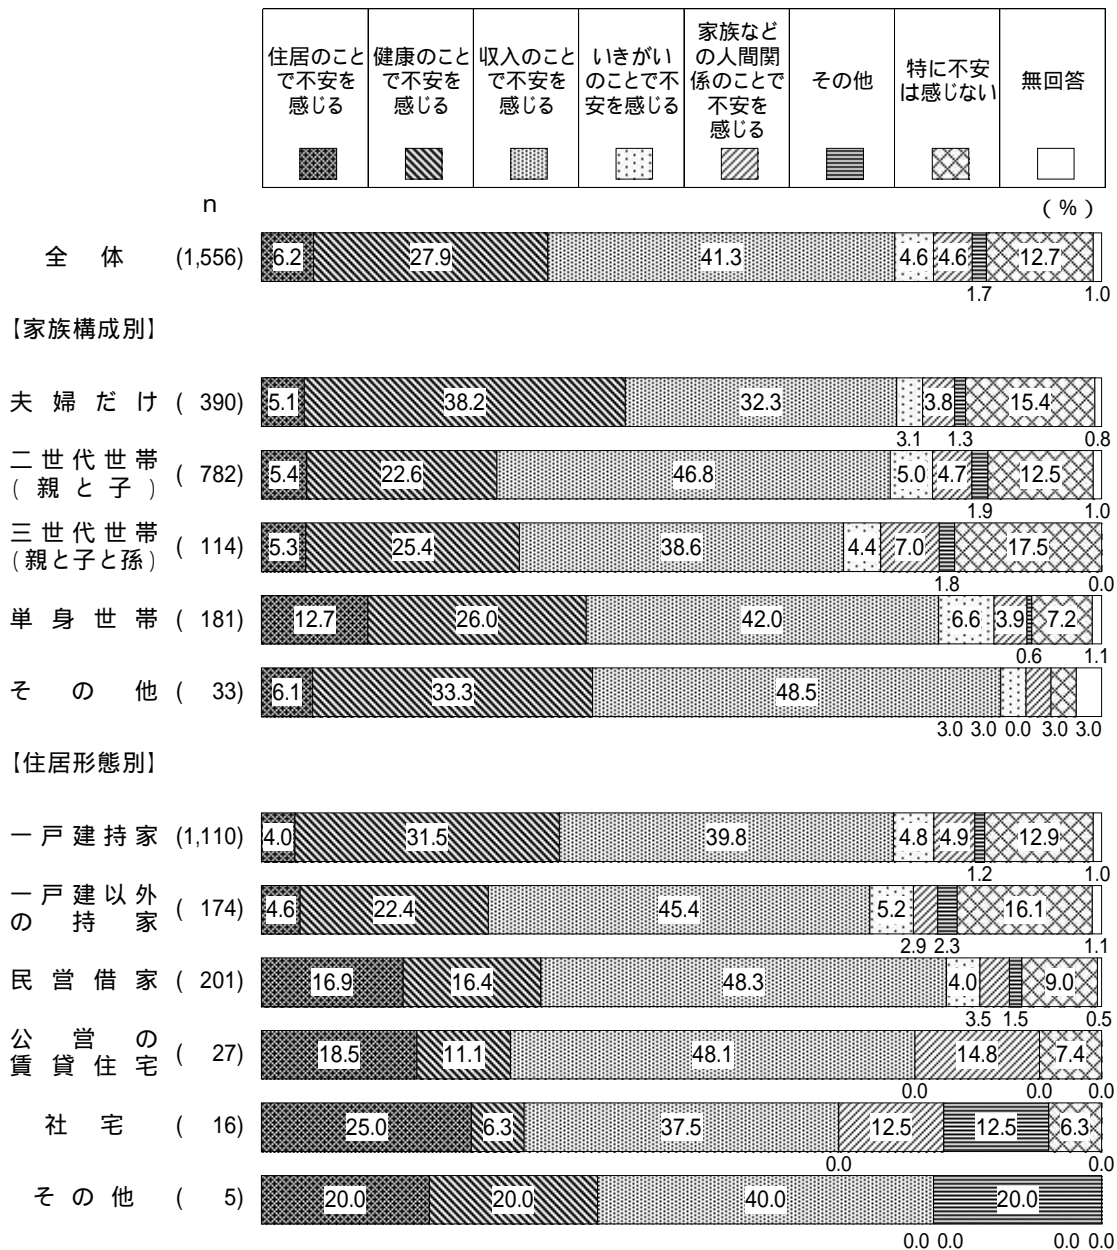 住居のこと
で不安を
感じる
健康のこと
で不安を
感じる
収入のこと
で不安を
感じる
いきがい
のことで不
安を感じる
家族など
の人間関
係のことで
不安を
感じる
その他
特に不安
は感じない
無回答
n
（％）
全体 (1,556) 6.2 27.9 41.3 4.6 4.6 12.7
1.7 1.0
【家族構成別】
夫婦だけ ( 390) 5.1 38.2 32.3 3.8 15.4
3.1 1.3 0.8
二世代世帯
(親と子) ( 782) 5.4 22.6 46.8 5.0 4.7 12.5
1.9 1.0
三世代世帯
(親と子と孫) ( 114) 5.3 25.4 38.6 4.4 7.0 17.5
1.8 0.0
単身世帯 ( 181) 12.7 26.0 42.0 6.6 3.9 7.2
0.6 1.1
その他 ( 33) 6.1 33.3 48.5
3.0 3.0 0.0 3.0 3.0
【住居形態別】
一戸建持家 (1,110) 4.0 31.5 39.8 4.8 4.9 12.9
1.2 1.0
一戸建以外
の持家 ( 174) 4.6 22.4 45.4 5.2 16.1
2.9 2.3 1.1
民営借家 ( 201) 16.9 16.4 48.3 4.0 9.0
3.5 1.5 0.5
公営の
賃貸住宅 ( 27) 18.5 11.1 48.1 14.8 7.4
0.0 0.0 0.0
社宅 ( 16) 25.0 6.3 37.5 12.5 12.5 6.3
0.0 0.0
その他 ( 5) 20.0 20.0 40.0 20.0
0.0 0.0 0.0 0.0